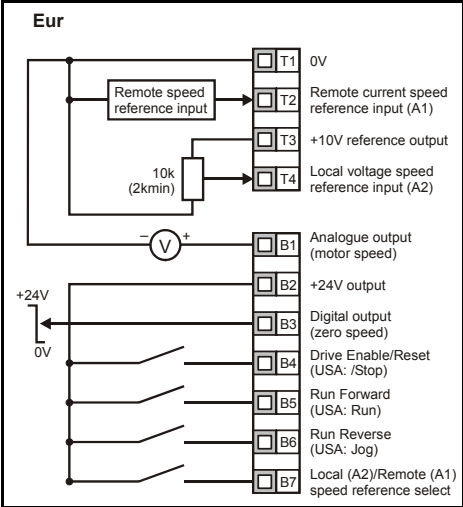 Eur
T1 0V
Remote speed
reference input
T2 Remote current speed
reference input (A1)
T3 +10V reference output
10k
(2kmin)
T4 Local voltage speed
reference input (A2)
– V +
B1 Analogue output
(motor speed)
B2 +24V output
+24V
0V
B3 Digital output
(zero speed)
B4 Drive Enable/Reset
(USA: /Stop)
B5 Run Forward
(USA: Run)
B6 Run Reverse
(USA: Jog)
B7 Local (A2)/Remote (A1)
speed reference select